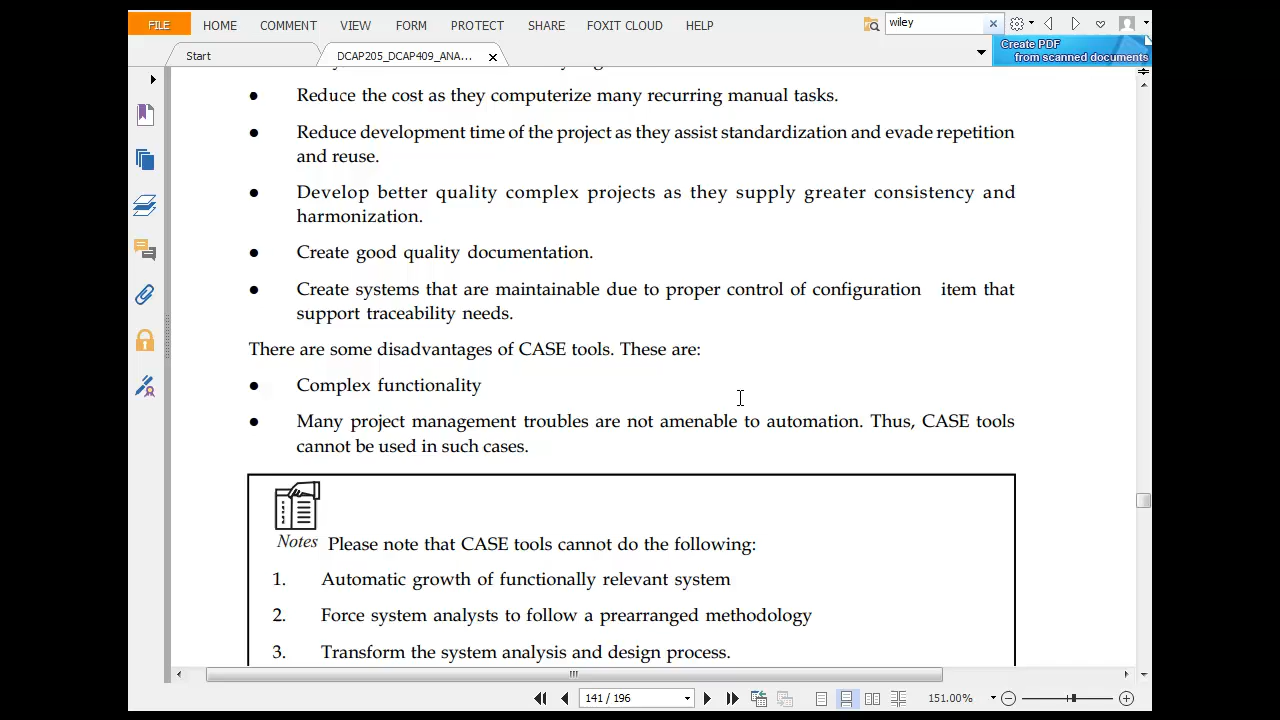 FILE HOME COMMENT VIEW FORM PROTECT SHARE FOXIT CLOUD HELP wiley
Start DCAP205_DCAP409_ANA... Create PDF
from scanned documents
● Reduce the cost as they computerize many recurring manual tasks.
● Reduce development time of the project as they assist standardization and evade repetition
and reuse.
● Develop better quality complex projects as they supply greater consistency and
harmonization.
● Create good quality documentation.
● Create systems that are maintainable due to proper control of configuration item that
support traceability needs.
There are some disadvantages of CASE tools. These are:
● Complex functionality
● Many project management troubles are not amenable to automation. Thus, CASE tools
cannot be used in such cases.
Notes Please note that CASE tools cannot do the following:
1. Automatic growth of functionally relevant system
2. Force system analysts to follow a prearranged methodology
3. Transform the system analysis and design process.
141 / 196 151.00%